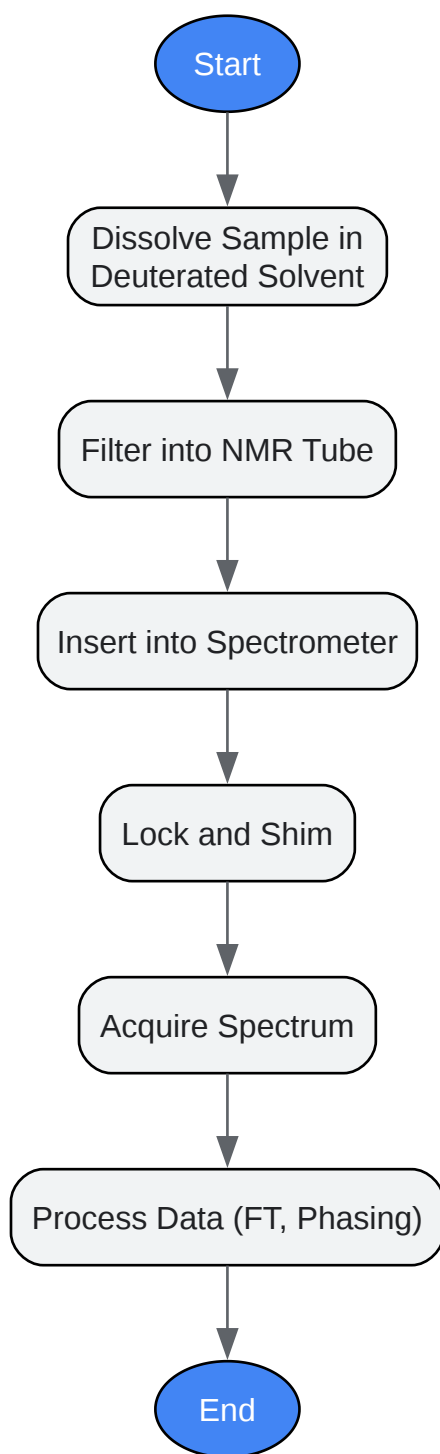 Start
Dissolve Sample in
Deuterated Solvent
Filter into NMR Tube
Insert into Spectrometer
Lock and Shim
Acquire Spectrum
Process Data (FT, Phasing)
End